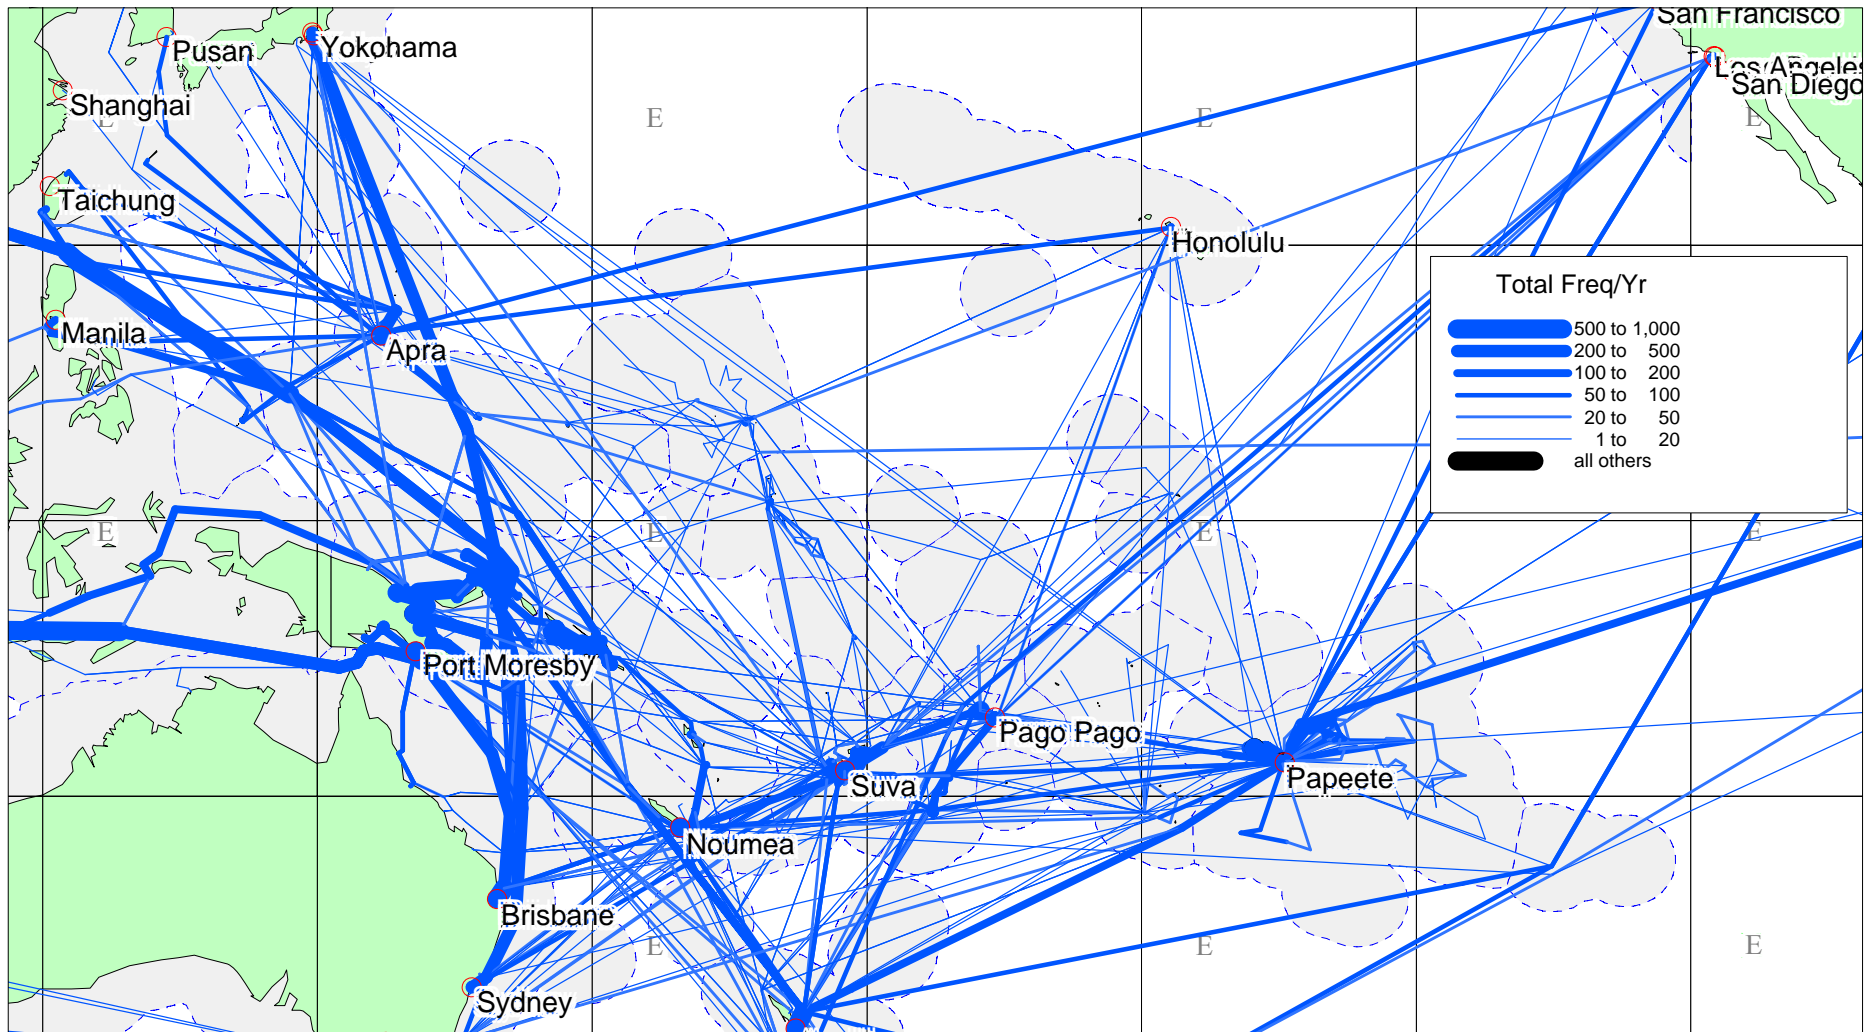 San Francisco
Pusan
Yokohama
Los Angeles
San Diego
Shanghai
E
E
E
E
Taichung
Honolulu
Total Freq/Yr
500 to 1,000
200 to 500
100 to 200
50 to 100
20 to 50
1 to 20
all others
Manila
Apra
E
E
E
E
Port Moresby
Pago Pago
Suva
Papeete
Noumea
Brisbane
E
E
E
Sydney